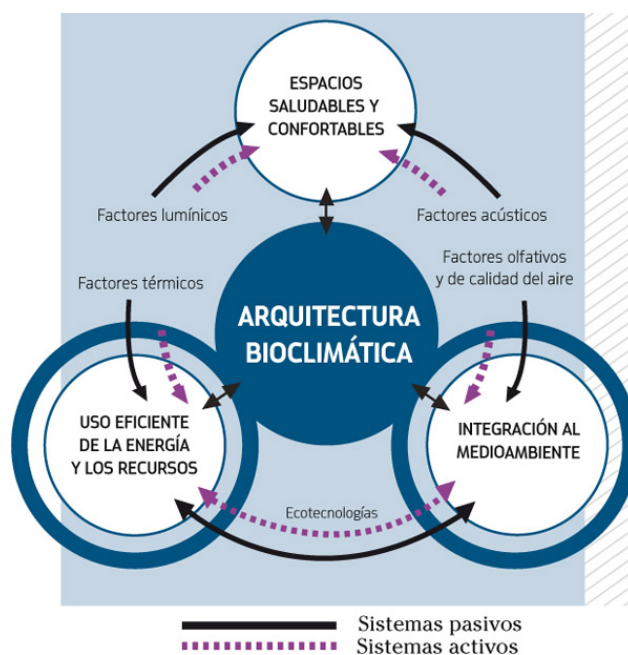 ESPACIOS
SALUDABLES Y
CONFORTABLES
Factores lumínicos
Factores acústicos
Factores térmicos
Factores olfativos
y de calidad del aire
ARQUITECTURA
BIOCLIMÁTICA
USO EFICIENTE
DE LA ENERGÍA
Y LOS RECURSOS
INTEGRACIÓN AL
MEDIOAMBIENTE
Ecotecnologías
Sistemas pasivos
Sistemas activos